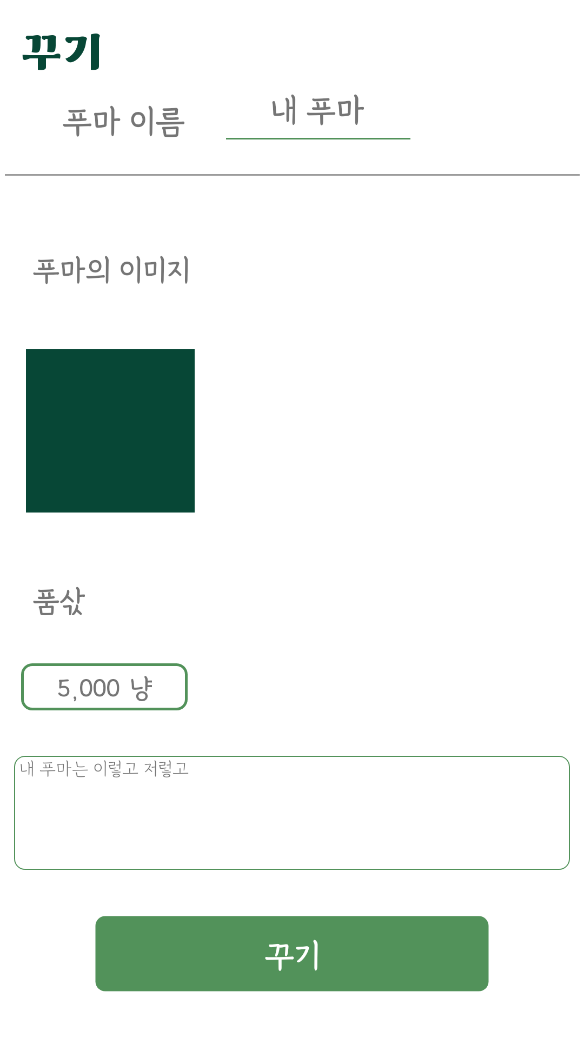 꾸기
푸마 이름 내 푸마
푸마의 이미지
품삯
5,000 냥
내 푸마는 이렇고 저렇고
꾸기